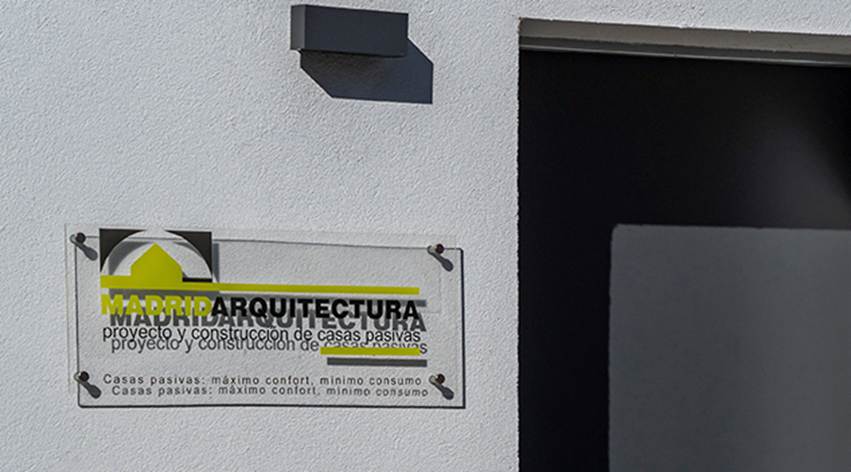 MADRIDARQUITECTURA
proyecto y construcción de casas pasivas
Casas pasivas: máximo confort, mínimo consumo